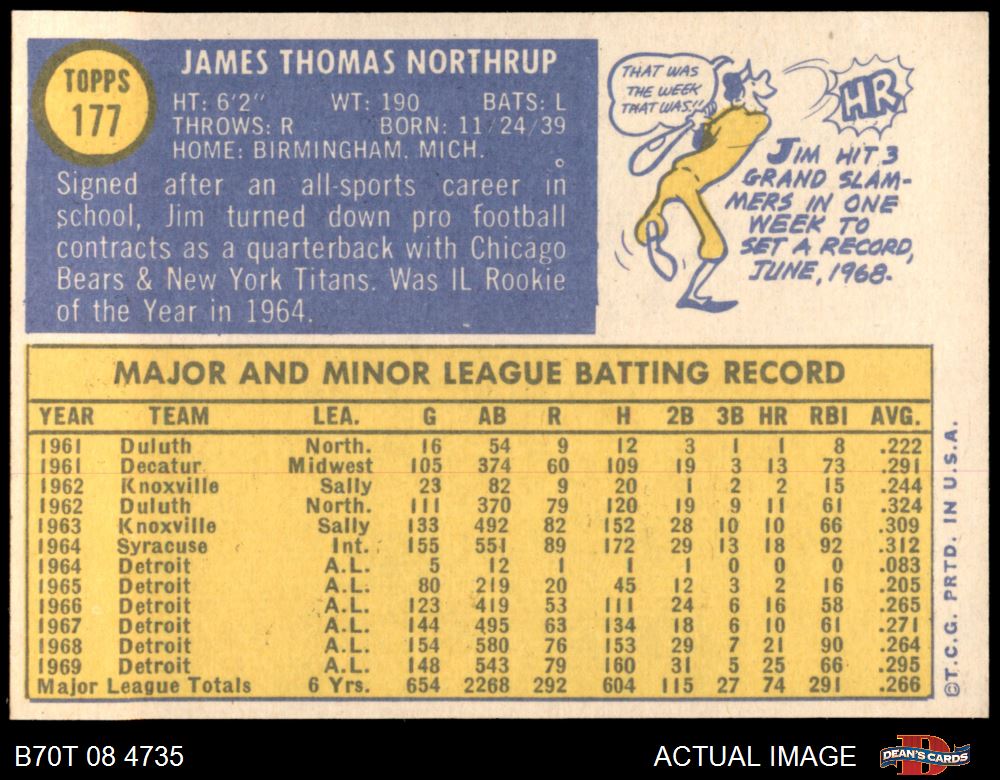 TOPPS
177
JAMES THOMAS NORTHRUP
HT: 6'2" WT: 190 BATS: L
THROWS: R BORN: 11/24/39
HOME: BIRMINGHAM, MICH.
Signed after an all-sports career in
school, Jim turned down pro football
contracts as a quarterback with Chicago
Bears & New York Titans. Was IL Rookie
of the Year in 1964.
THAT WAS
THE WEEK
THAT WAS!!
HR
JIM HIT 3
GRAND SLAM-
MERS IN ONE
WEEK TO
SET A RECORD,
JUNE, 1968.
MAJOR AND MINOR LEAGUE BATTING RECORD
YEAR TEAM LEA. G AB R H 2B 3B HR RBI AVG.
1961 Duluth North. 16 54 9 12 3 1 1 8 .222
1961 Decatur Midwest 105 374 60 109 19 3 13 73 .291
1962 Knoxville Sally 23 82 9 20 1 2 2 15 .244
1962 Duluth North. 111 370 79 120 19 9 11 61 .324
1963 Knoxville Sally 133 492 82 152 28 10 10 66 .309
1964 Syracuse Int. 155 551 89 172 29 13 18 92 .312
1964 Detroit A.L. 5 12 1 1 1 0 0 0 .083
1965 Detroit A.L. 80 219 20 45 12 3 2 16 .205
1966 Detroit A.L. 123 419 53 111 24 6 16 58 .265
1967 Detroit A.L. 144 495 63 134 18 6 10 61 .271
1968 Detroit A.L. 154 580 76 153 29 7 21 90 .264
1969 Detroit A.L. 148 543 79 160 31 5 25 66 .295
Major League Totals 6 Yrs. 654 2268 292 604 115 27 74 291 .266
©T.C.G. PRTD. IN U.S.A.
B70T 08 4735 ACTUAL IMAGE
DEAN'S CARDS